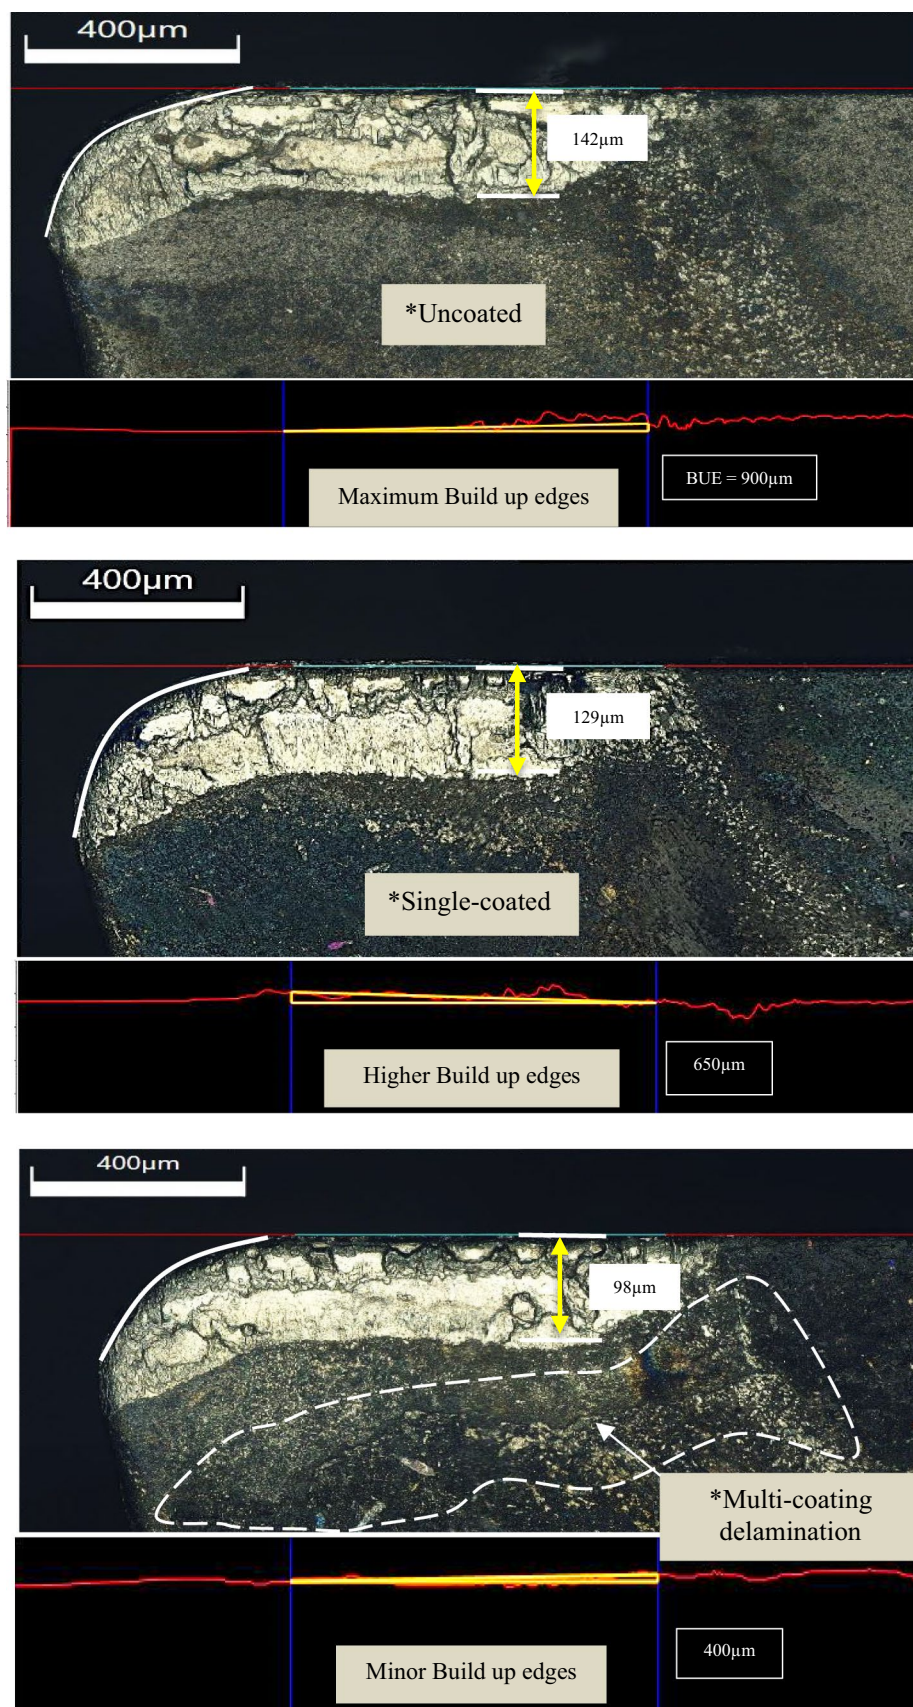 400µm
142µm
*Uncoated
BUE = 900µm
Maximum Build up edges
400µm
129µm
*Single-coated
650µm
Higher Build up edges
400µm
98µm
*Multi-coating
delamination
400µm
Minor Build up edges